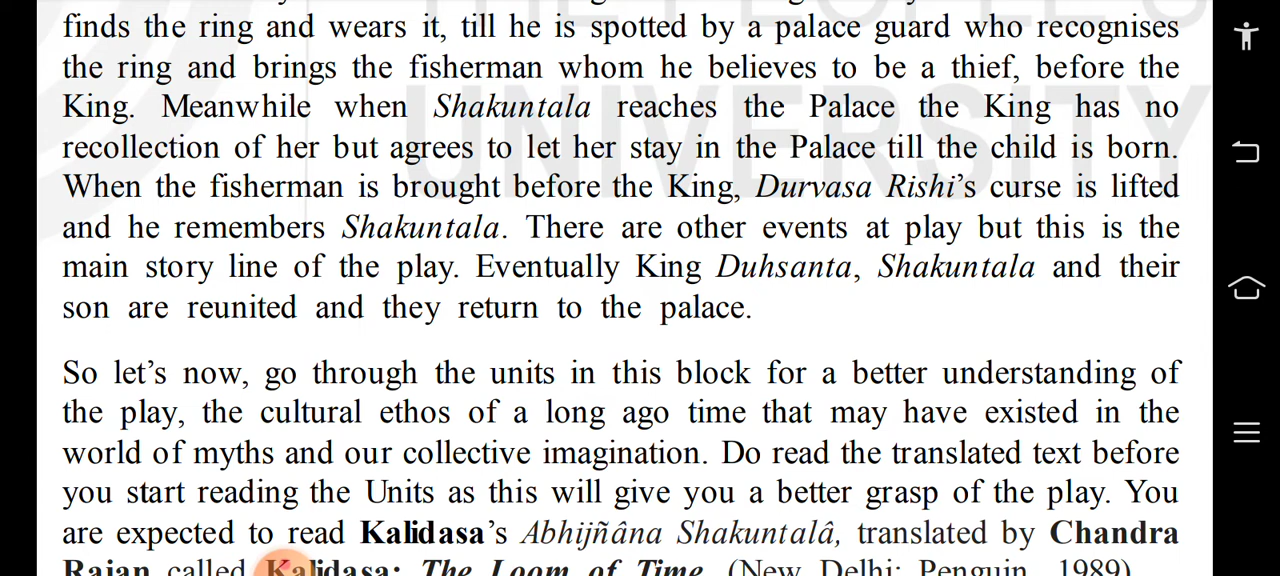 finds the ring and wears it, till he is spotted by a palace guard who recognises
the ring and brings the fisherman whom he believes to be a thief, before the
King. Meanwhile when Shakuntala reaches the Palace the King has no
recollection of her but agrees to let her stay in the Palace till the child is born.
When the fisherman is brought before the King, Durvasa Rishi's curse is lifted
and he remembers Shakuntala. There are other events at play but this is the
main story line of the play. Eventually King Duhsanta, Shakuntala and their
son are reunited and they return to the palace.
So let's now, go through the units in this block for a better understanding of
the play, the cultural ethos of a long ago time that may have existed in the
world of myths and our collective imagination. Do read the translated text before
you start reading the Units as this will give you a better grasp of the play. You
are expected to read Kalidasa's Abhijñâna Shakuntalâ, translated by Chandra
Rajan called Kalidasa: The Loom of Time, (New Delhi: Penguin, 1989).
UNIVERSITY